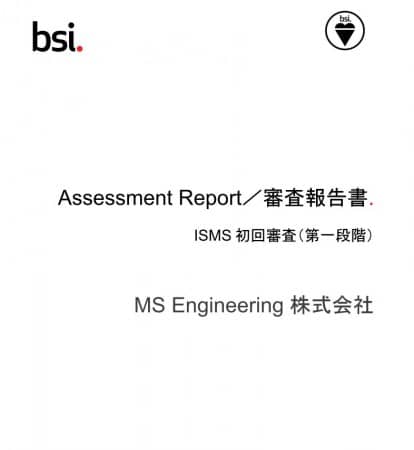 bsi.
bsi.
Assessment Report／審査報告書.
ISMS 初回審査（第一段階）
MS Engineering 株式会社